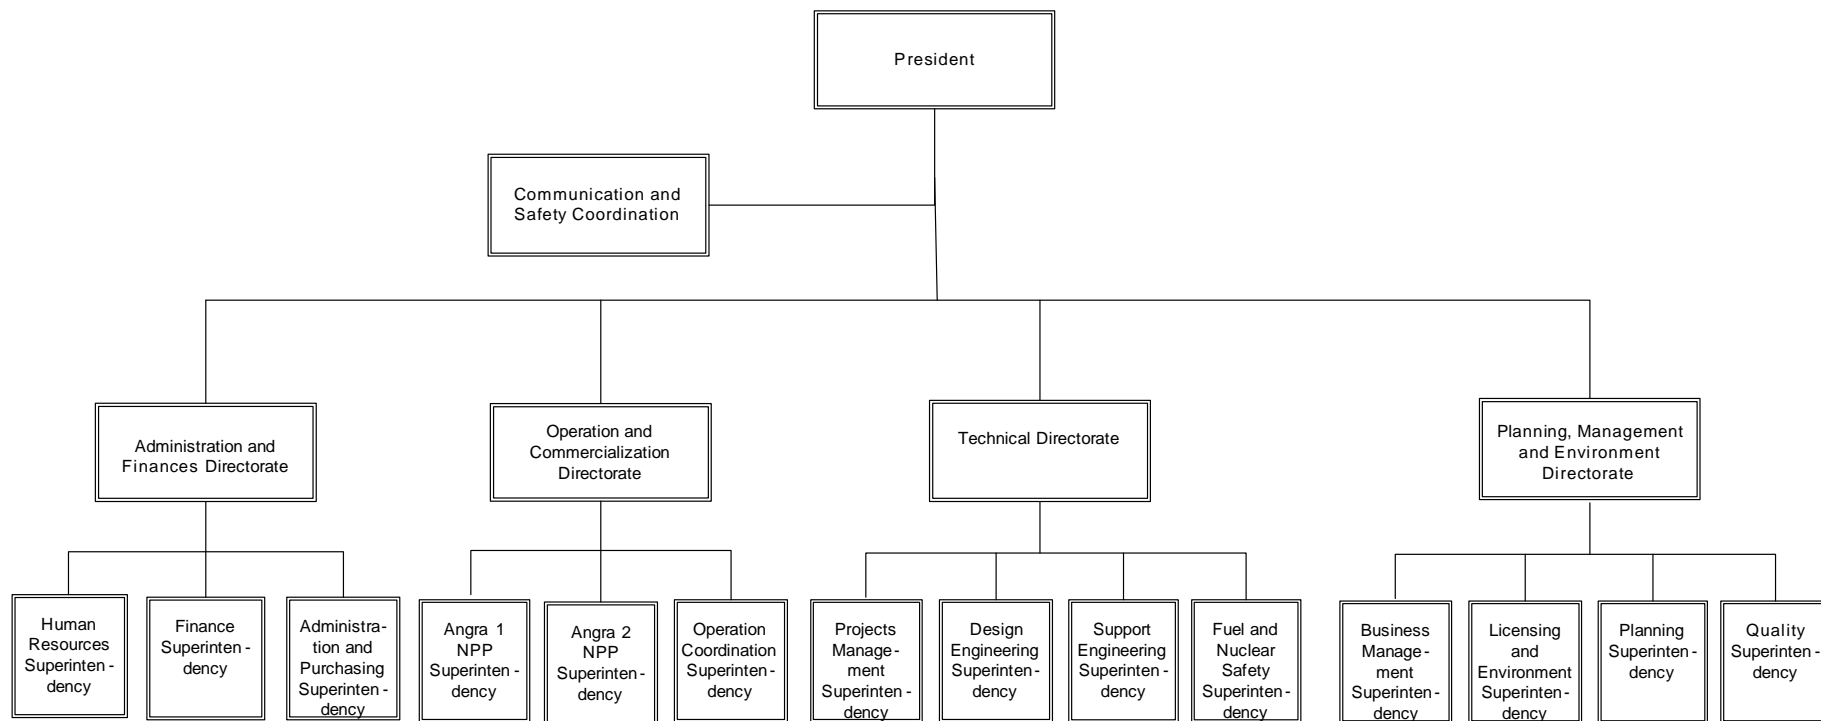 President
Communication and
Safety Coordination
Administration and
Finances Directorate
Operation and
Commercialization
Directorate
Technical Directorate
Planning, Management
and Environment
Directorate
Human
Resources
Superinten -
dency
Finance
Superinten -
dency
Administra-
tion and
Purchasing
Superinten -
dency
Angra 1
NPP
Superinten -
dency
Angra 2
NPP
Superinten -
dency
Operation
Coordination
Superinten -
dency
Projects
Manage-
ment
Superinten -
dency
Design
Engineering
Superinten -
dency
Support
Engineering
Superinten -
dency
Fuel and
Nuclear
Safety
Superinten -
dency
Business
Manage-
ment
Superinten -
dency
Licensing
and
Environment
Superinten -
dency
Planning
Superinten -
dency
Quality
Superinten -
dency